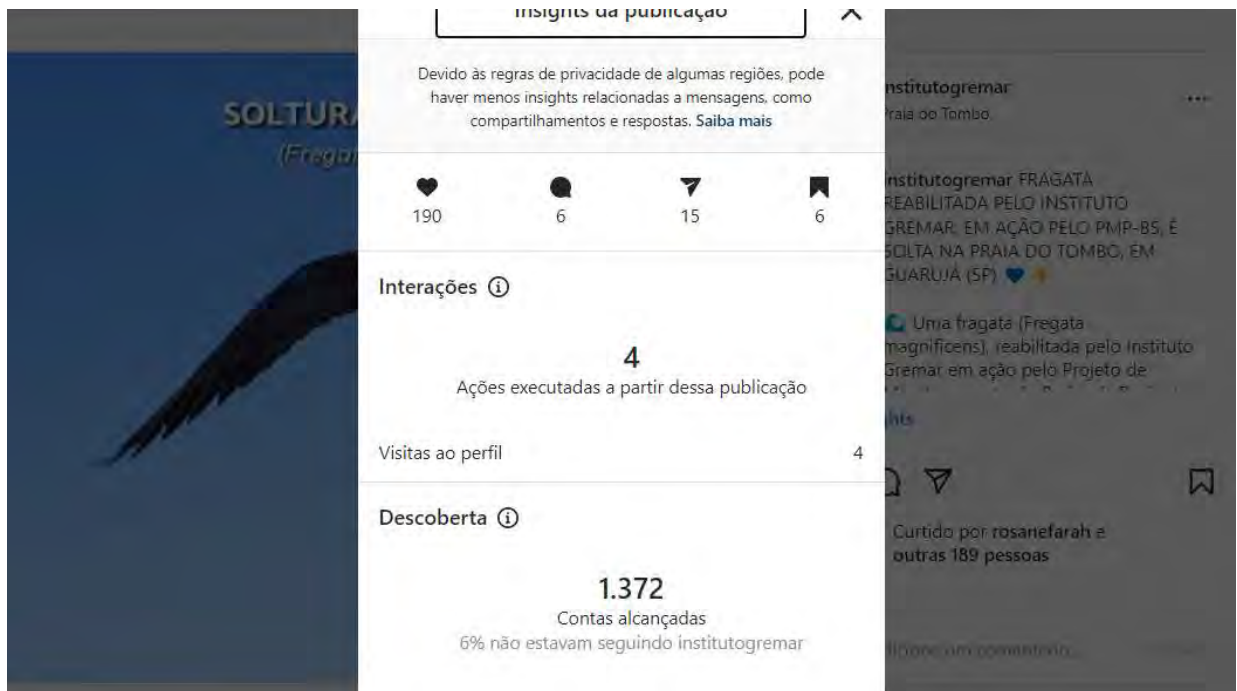 Insights da publicação
Devido às regras de privacidade de algumas regiões, pode
haver menos insights relacionadas a mensagens, como
compartilhamentos e respostas. Saiba mais
190 6 15 6
Interações
4
Ações executadas a partir dessa publicação
Visitas ao perfil 4
Descoberta
1.372
Contas alcançadas
6% não estavam seguindo institutogremar
SOLTURA
(Fraga
nstitutogremar
Praia do Tombo
institutogremar FRAGATA
REABILITADA PELO INSTITUTO
GREMAR, EM AÇÃO PELO PMP-BS, É
SOLTA NA PRAIA DO TOMBO, EM
GUARUJÁ (SP)
Uma fragata (Fregata
magnificens), reabilitada pelo Instituto
Gremar em ação pelo Projeto de
ghts
Curtido por rosanefarah e
outras 189 pessoas